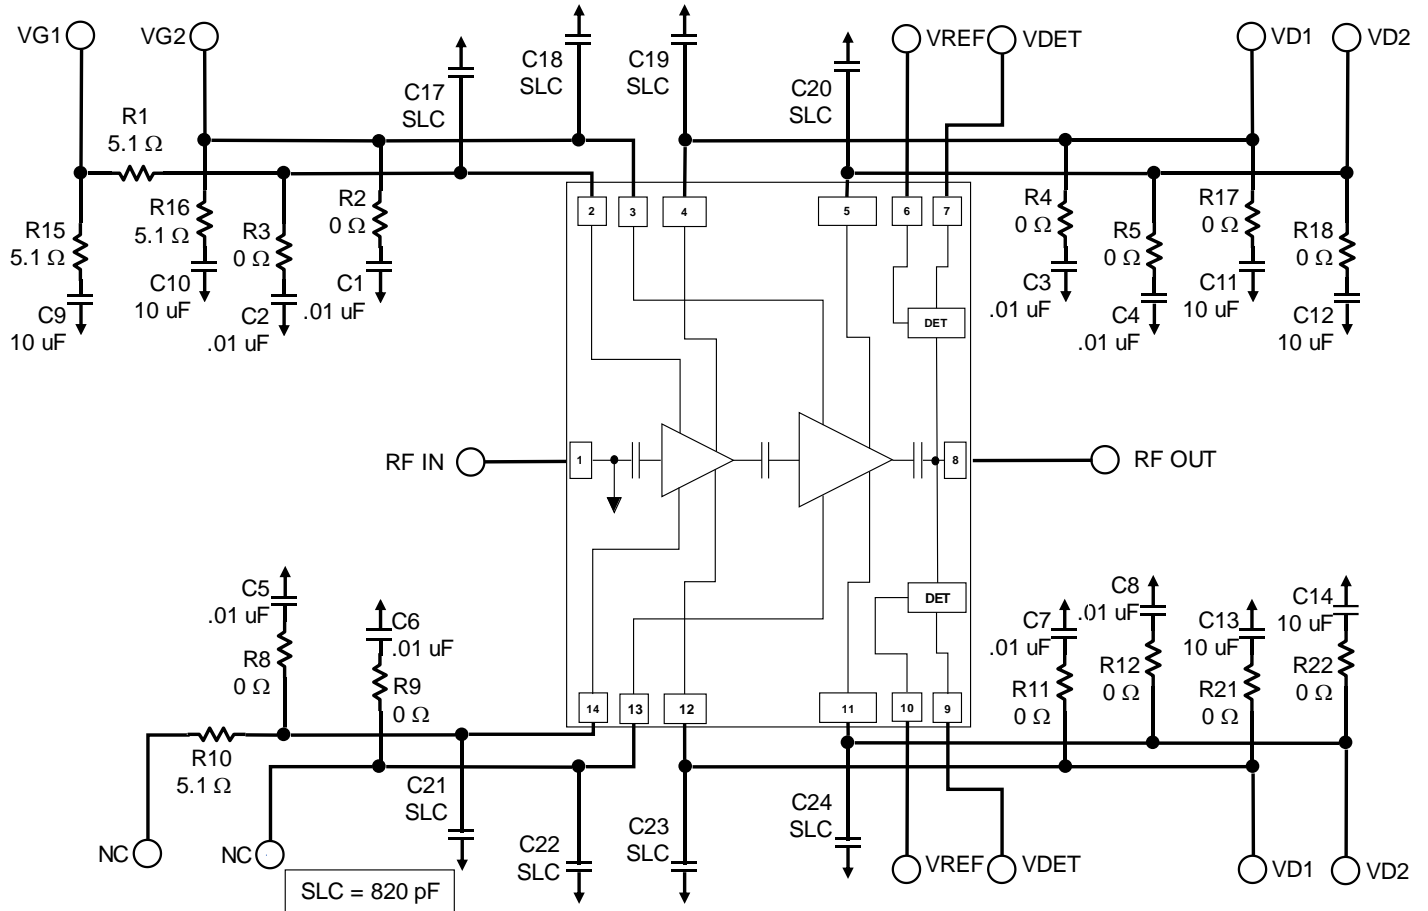 VG1
VG2
C18
SLC
C19
SLC
VREF
VDET
VD1
VD2
C17
SLC
C20
SLC
R1
5.1 Ω
R15
5.1 Ω
R16
5.1 Ω
R3
0 Ω
R2
0 Ω
C9
10 uF
C10
10 uF
C2
.01 uF
C1
.01 uF
2
3
4
5
6
7
R4
0 Ω
R5
0 Ω
R17
0 Ω
R18
0 Ω
C3
.01 uF
C4
.01 uF
C11
10 uF
C12
10 uF
DET
RF IN
1
8
RF OUT
DET
C5
.01 uF
R8
0 Ω
C6
.01 uF
R9
0 Ω
C7
.01 uF
R11
0 Ω
C8
.01 uF
R12
0 Ω
C13
10 uF
R21
0 Ω
C14
10 uF
R22
0 Ω
14
13
12
11
10
9
R10
5.1 Ω
C21
SLC
C22
SLC
C23
SLC
C24
SLC
NC
NC
VREF
VDET
VD1
VD2
SLC = 820 pF